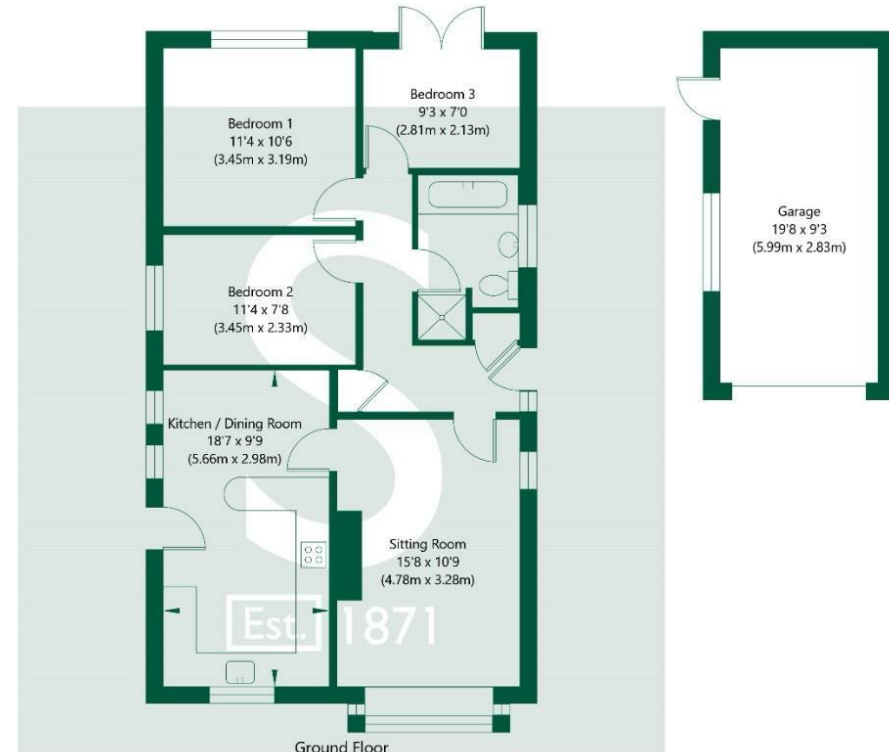 Bedroom 1
11'4 x 10'6
(3.45m x 3.19m)
Bedroom 3
9'3 x 7'0
(2.81m x 2.13m)
Garage
19'8 x 9'3
(5.99m x 2.83m)
Bedroom 2
11'4 x 7'8
(3.45m x 2.33m)
Kitchen / Dining Room
18'7 x 9'9
(5.66m x 2.98m)
Sitting Room
15'8 x 10'9
(4.78m x 3.28m)
S
Est. 1871
Ground Floor